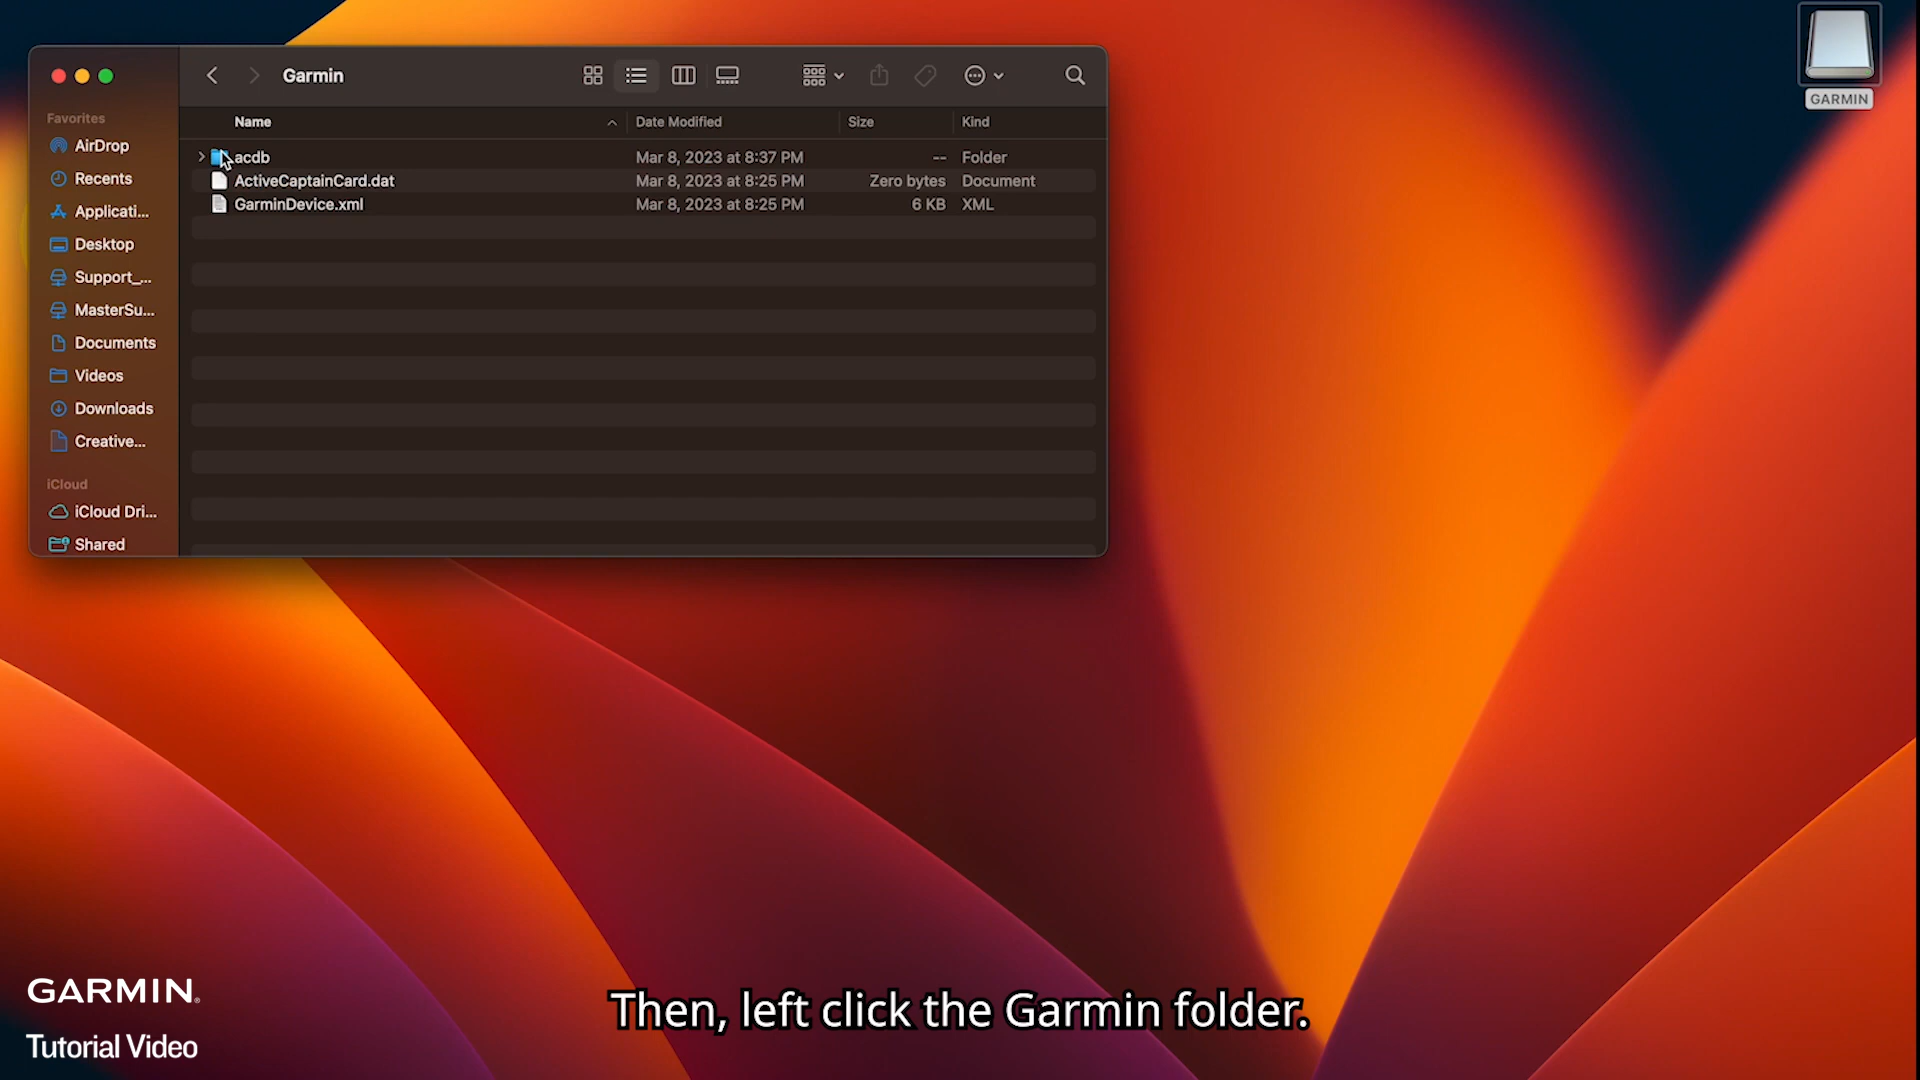 Garmin
GARMIN
Favorites
AirDrop
Recents
Applicati...
Desktop
Support_...
MasterSu...
Documents
Videos
Downloads
Creative...
iCloud
iCloud Dri...
Shared
Name Date Modified Size Kind
acdb Mar 8, 2023 at 8:37 PM -- Folder
ActiveCaptainCard.dat Mar 8, 2023 at 8:25 PM Zero bytes Document
GarminDevice.xml Mar 8, 2023 at 8:25 PM 6 KB XML
GARMIN®
Tutorial Video
Then, left click the Garmin folder.